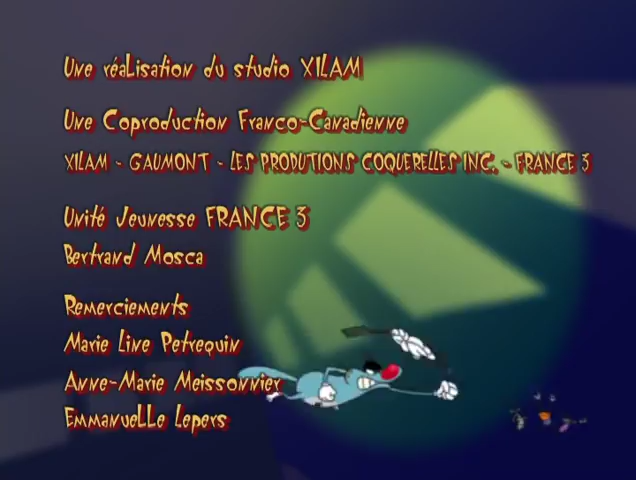 Une réalisation du studio XILAM
Une Coproduction Franco-Canadienne
XILAM - GAUMONT - LES PRODUTIONS COQUERELLES INC. - FRANCE 3
Unité Jeunesse FRANCE 3
Bertrand Mosca
Remerciements
Marie Line Petrequin
Anne-Marie Meissonnier
Emmanuelle Lepers